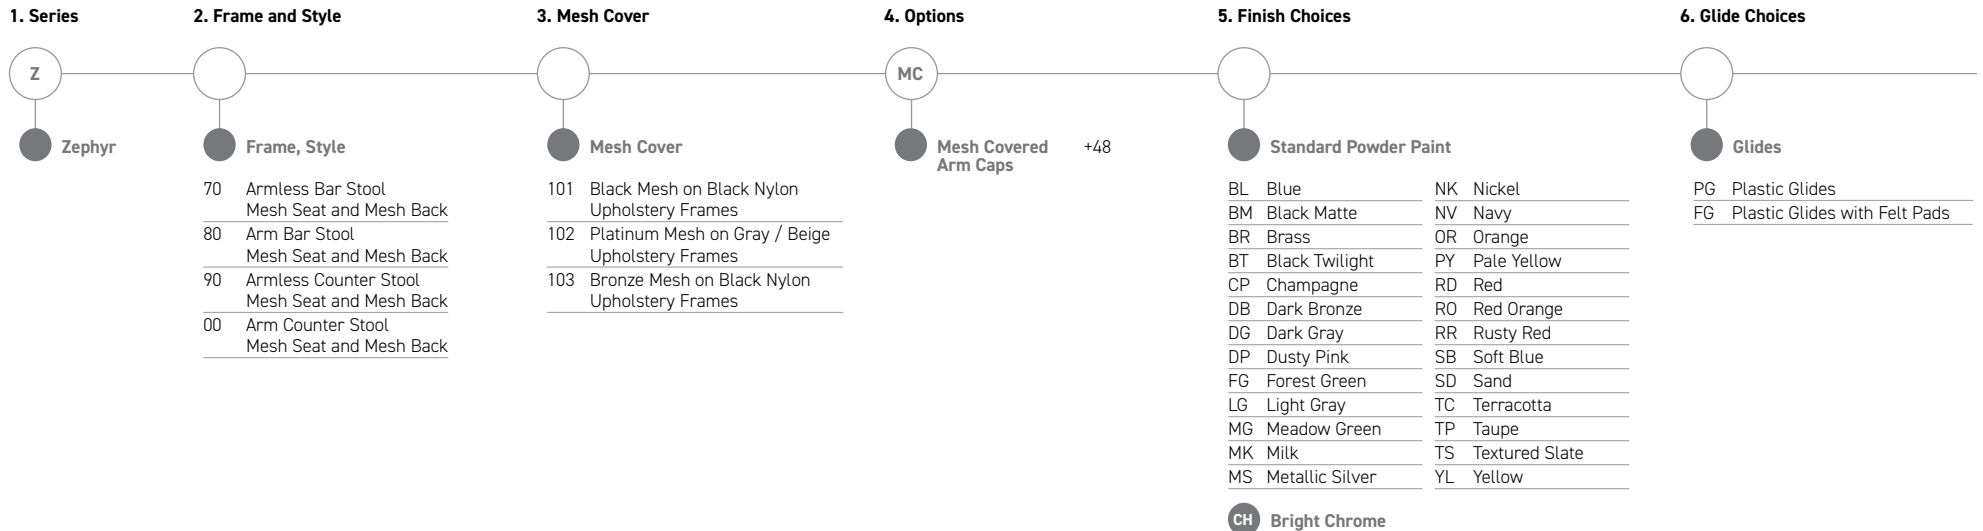 1. Series
Z
Zephyr
2. Frame and Style
Frame, Style
70 Armless Bar Stool
Mesh Seat and Mesh Back
80 Arm Bar Stool
Mesh Seat and Mesh Back
90 Armless Counter Stool
Mesh Seat and Mesh Back
00 Arm Counter Stool
Mesh Seat and Mesh Back
3. Mesh Cover
Mesh Cover
101 Black Mesh on Black Nylon
Upholstery Frames
102 Platinum Mesh on Gray / Beige
Upholstery Frames
103 Bronze Mesh on Black Nylon
Upholstery Frames
4. Options
MC
Mesh Covered +48
Arm Caps
5. Finish Choices
Standard Powder Paint
BL Blue
BM Black Matte
BR Brass
BT Black Twilight
CP Champagne
DB Dark Bronze
DG Dark Gray
DP Dusty Pink
FG Forest Green
LG Light Gray
MG Meadow Green
MK Milk
MS Metallic Silver
NK Nickel
NV Navy
OR Orange
PY Pale Yellow
RD Red
RO Red Orange
RR Rusty Red
SB Soft Blue
SD Sand
TC Terracotta
TP Taupe
TS Textured Slate
YL Yellow
CH Bright Chrome
6. Glide Choices
Glides
PG Plastic Glides
FG Plastic Glides with Felt Pads